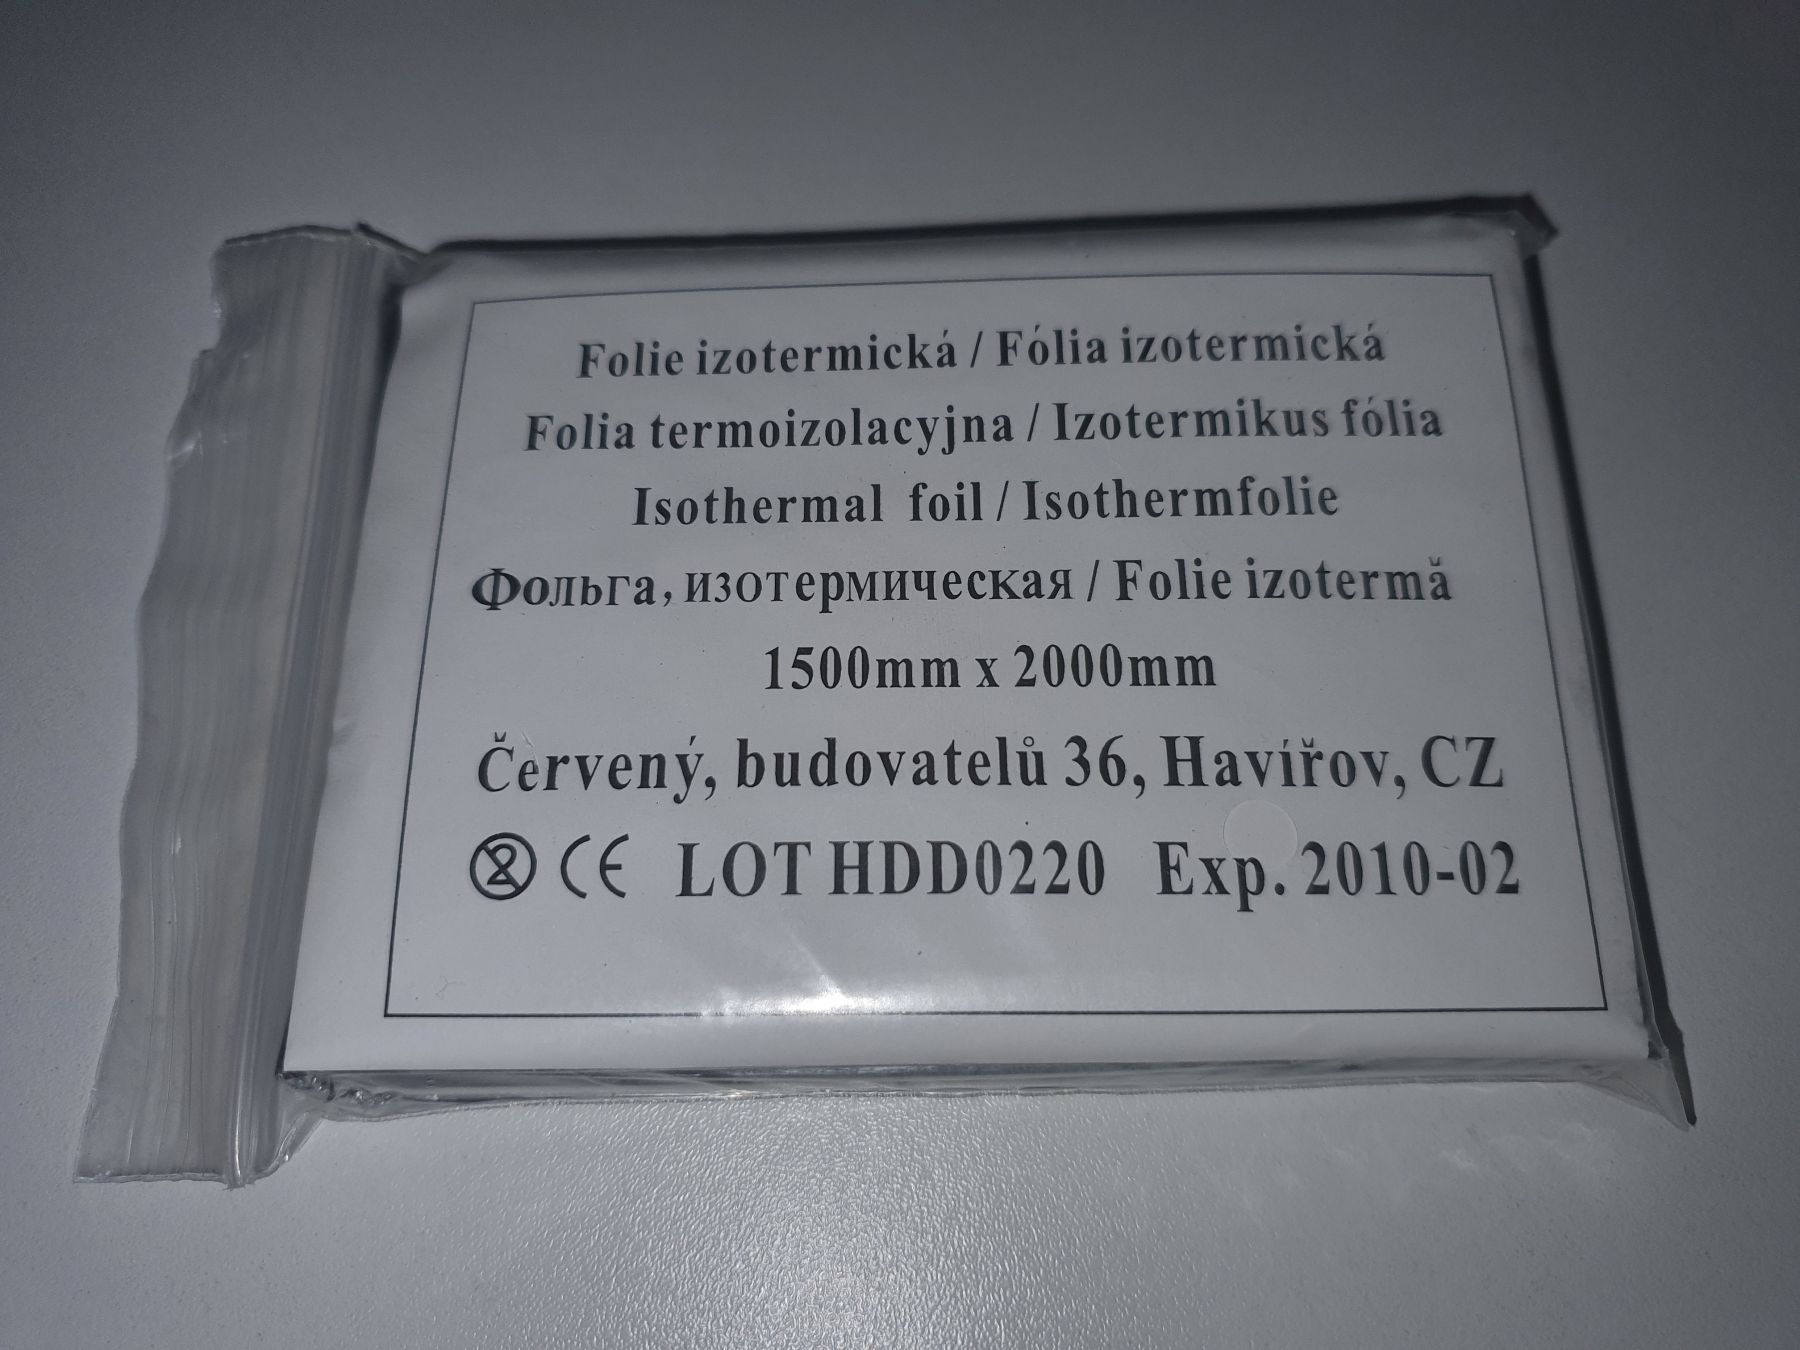 Folie izotermická / Fólia izotermická
Folia termoizolacyjna / Izotermikus fólia
Isothermal foil / Isothermfolie
Фольга, изотермическая / Folie izotermă
1500mm x 2000mm
Červený, budovatelů 36, Havířov, CZ
2 CE LOT HDD0220 Exp. 2010-02